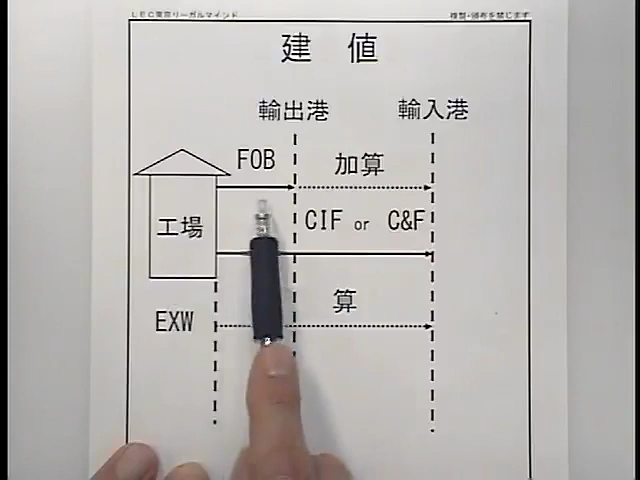 LEC東京リーガルマインド
複製・頒布を禁じます
建 値
輸出港 輸入港
FOB 加算
工場 CIF or C&F
算
EXW